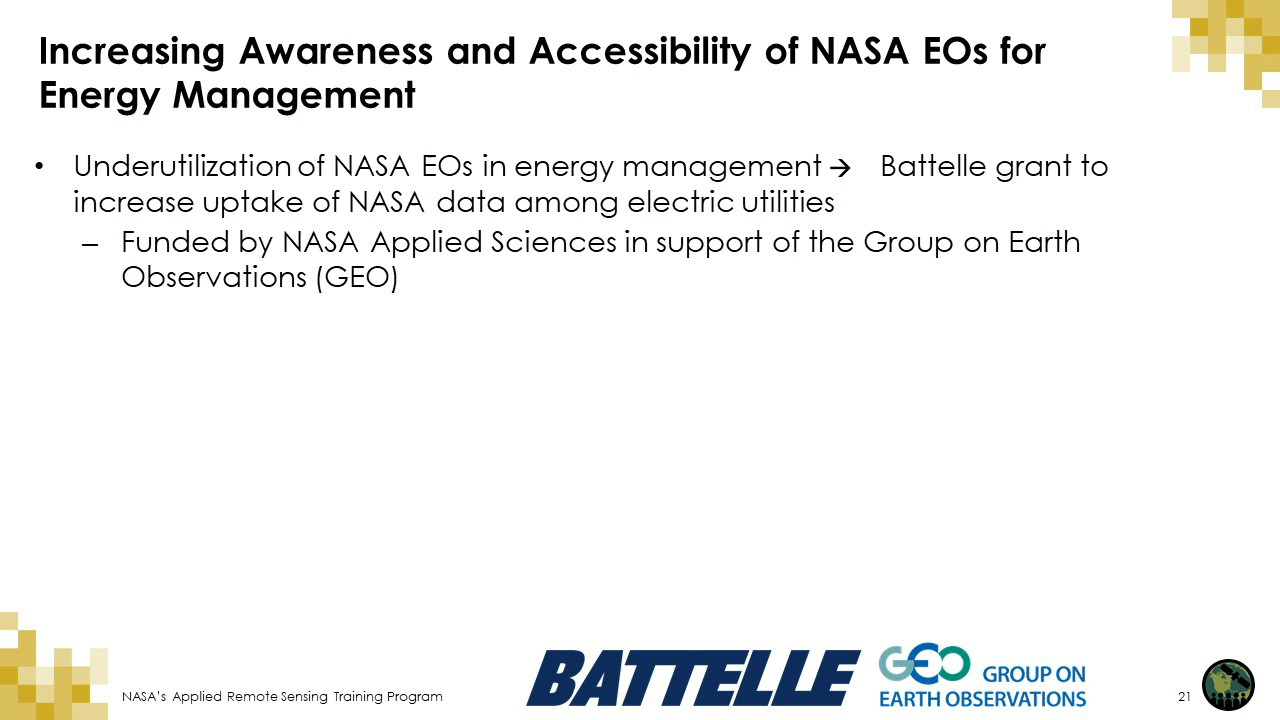 Increasing Awareness and Accessibility of NASA EOs for
Energy Management
• Underutilization of NASA EOs in energy management → Battelle grant to
increase uptake of NASA data among electric utilities
– Funded by NASA Applied Sciences in support of the Group on Earth
Observations (GEO)
NASA's Applied Remote Sensing Training Program
BATTELLE
GEO GROUP ON
EARTH OBSERVATIONS
21